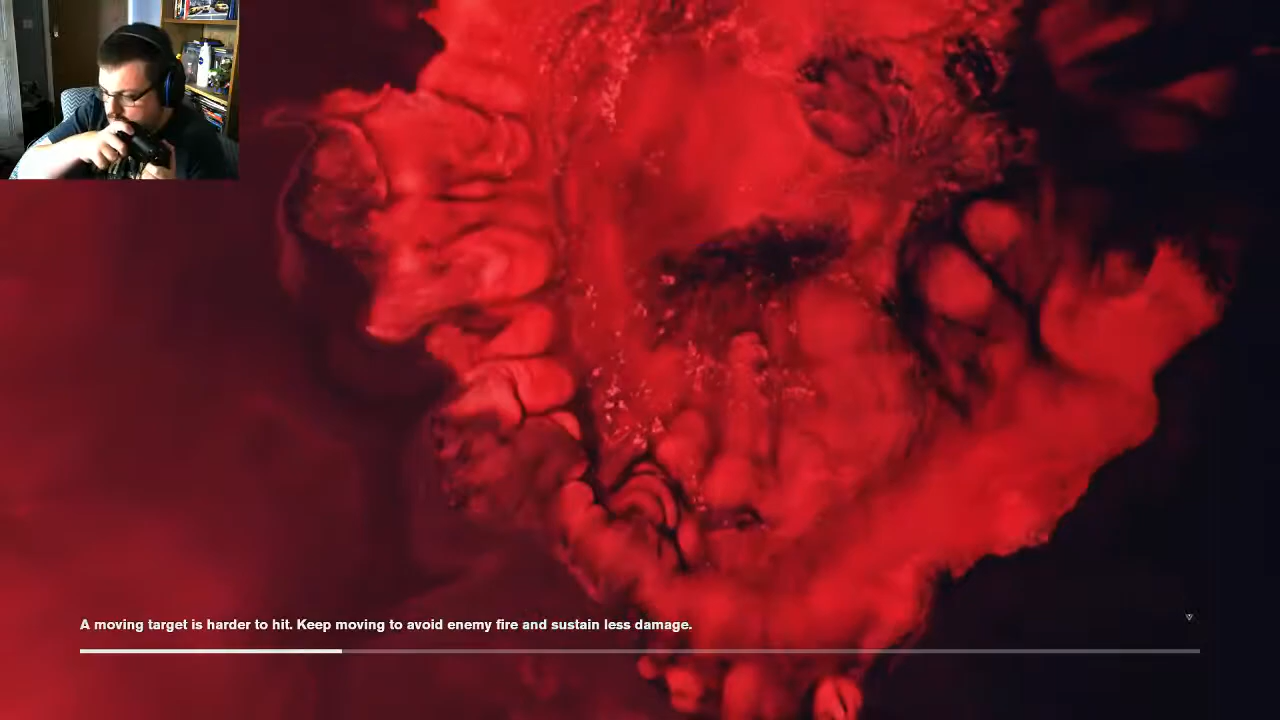 A moving target is harder to hit. Keep moving to avoid enemy fire and sustain less damage.